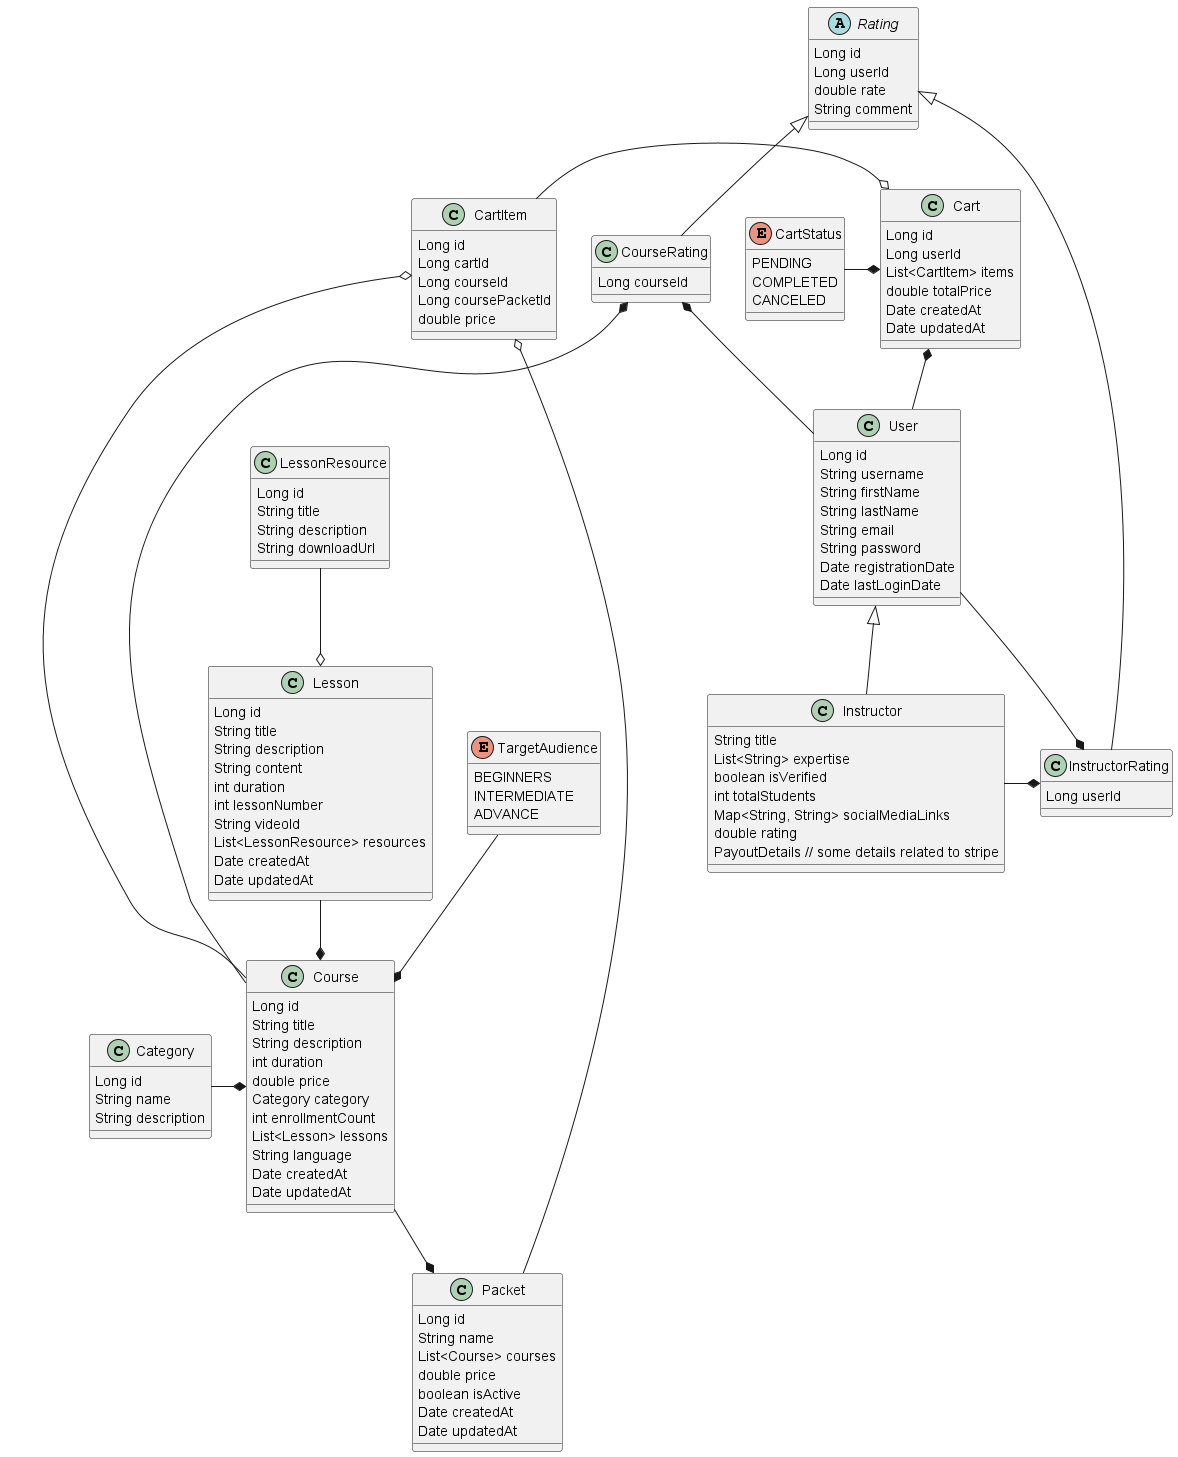 A Rating
Long id
Long userId
double rate
String comment
C CartItem
Long id
Long cartId
Long courseId
Long coursePacketId
double price
C CourseRating
Long courseId
E CartStatus
PENDING
COMPLETED
CANCELED
C Cart
Long id
Long userId
List<CartItem> items
double totalPrice
Date createdAt
Date updatedAt
C User
Long id
String username
String firstName
String lastName
String email
String password
Date registrationDate
Date lastLoginDate
C LessonResource
Long id
String title
String description
String downloadUrl
C Lesson
Long id
String title
String description
String content
int duration
int lessonNumber
String videoId
List<LessonResource> resources
Date createdAt
Date updatedAt
E TargetAudience
BEGINNERS
INTERMEDIATE
ADVANCE
C Instructor
String title
List<String> expertise
boolean isVerified
int totalStudents
Map<String, String> socialMediaLinks
double rating
PayoutDetails // some details related to stripe
C InstructorRating
Long userId
C Category
Long id
String name
String description
C Course
Long id
String title
String description
int duration
double price
Category category
int enrollmentCount
List<Lesson> lessons
String language
Date createdAt
Date updatedAt
C Packet
Long id
String name
List<Course> courses
double price
boolean isActive
Date createdAt
Date updatedAt